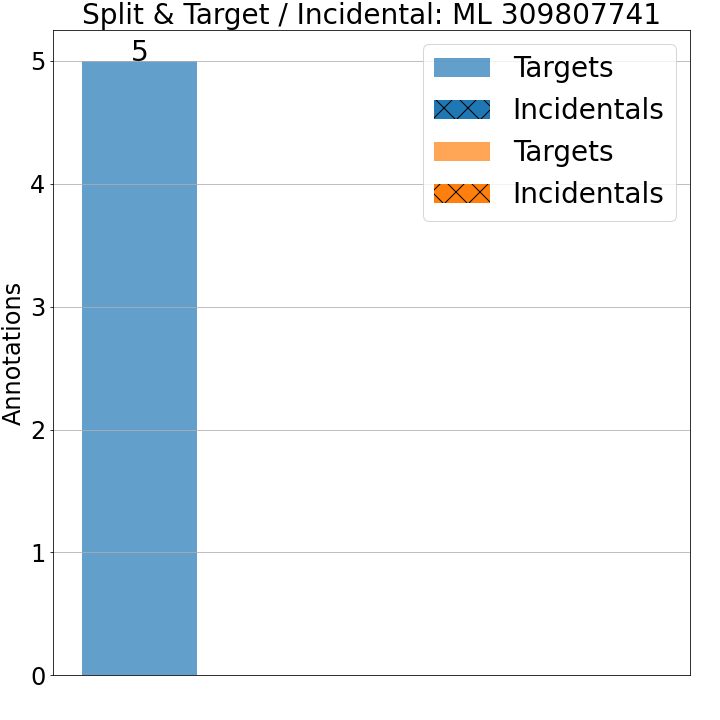 Split & Target / Incidental: ML 309807741
5
Targets
Incidentals
Targets
Incidentals
Annotations
5
4
3
2
1
0